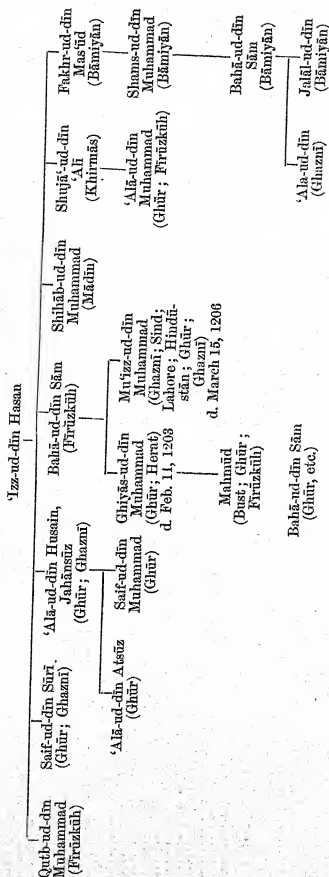 ‘Izz-ud-dīn Hasan
Qutb-ud-dīn
Muhammad
(Fīrūzkūh)
Saif-ud-dīn Sūrī
(Ghūr; Ghaznī)
‘Alā-ud-dīn Husain,
Jahānsūz
(Ghūr; Ghaznī)
Bahā-ud-dīn Sām
(Fīrūzkūh)
Shihāb-ud-dīn
Muhammad
(Mādīn)
Shujā‘-ud-dīn
‘Alī
(Khirmās)
Fakhr-ud-dīn
Mas‘ūd
(Bāmiyān)
‘Alā-ud-dīn Atsūz
(Ghūr)
Saif-ud-dīn
Muhammad
(Ghūr)
Ghiyās-ud-dīn
Muhammad
(Ghūr; Herat)
d. Feb. 11, 1203
Mu‘izz-ud-dīn
Muhammad
(Ghaznī; Sind;
Lahore; Hindū-
stān; Ghūr;
Ghaznī)
d. March 15, 1206
‘Alā-ud-dīn
Muhammad
(Ghūr; Fīrūzkūh)
Shams-ud-dīn
Muhammad
(Bāmiyān)
Mahmūd
(Bust; Ghūr;
Fīrūzkūh)
Bahā-ud-dīn
Sām
(Bāmiyān)
Bahā-ud-dīn Sām
(Ghūr, etc.)
‘Ala-ud-dīn
(Ghaznī)
Jalāl-ud-dīn
(Bāmiyān)